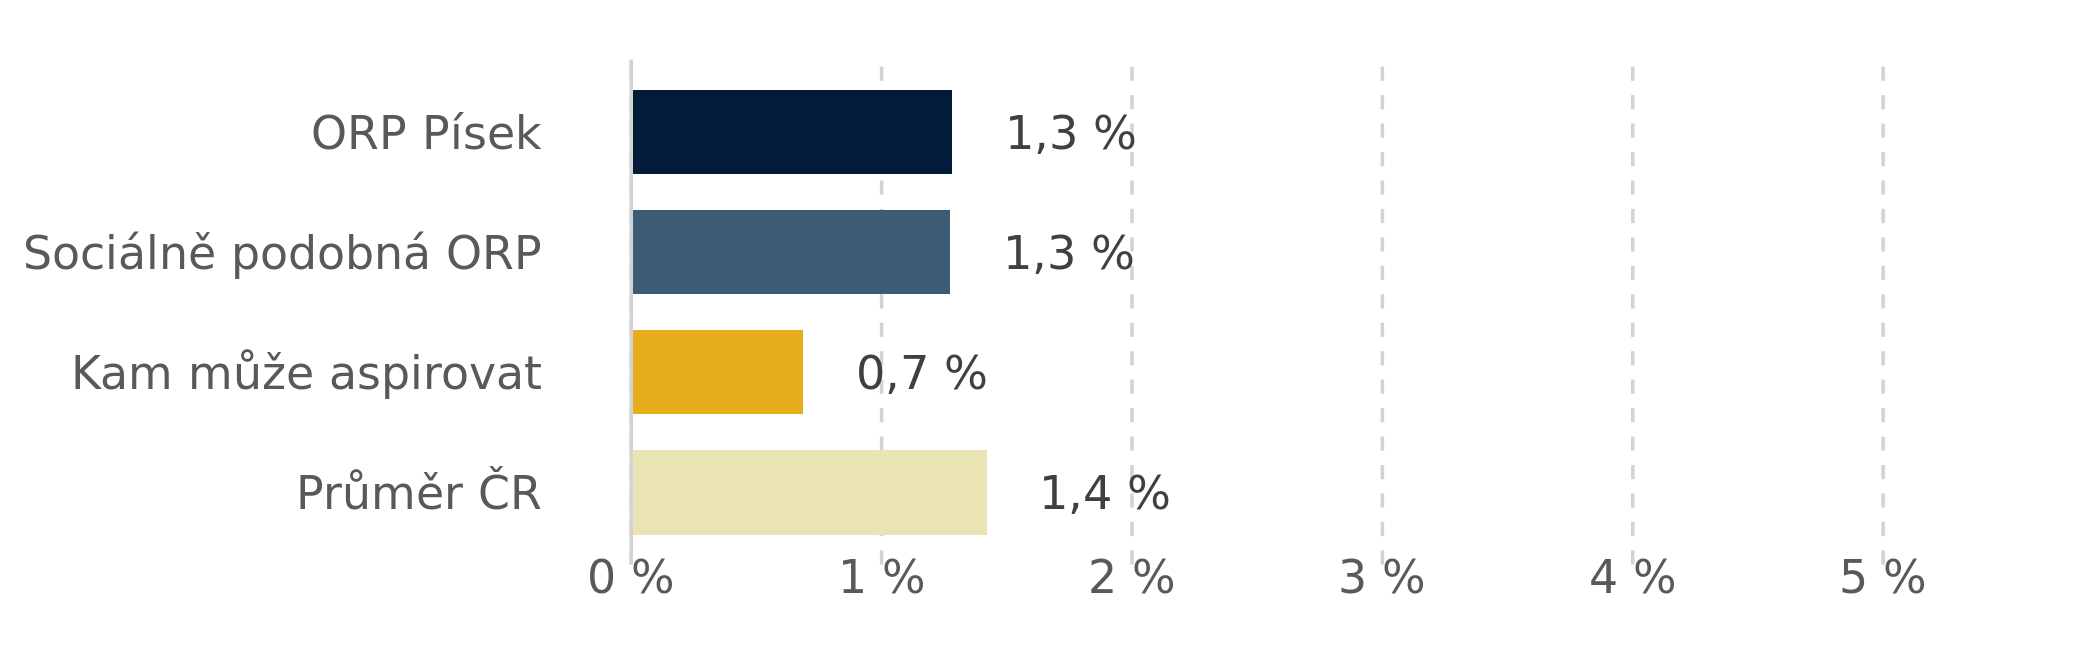 ORP Písek 1,3 %
Sociálně podobná ORP 1,3 %
Kam může aspirovat 0,7 %
Průměr ČR 1,4 %
0 % 1 % 2 % 3 % 4 % 5 %